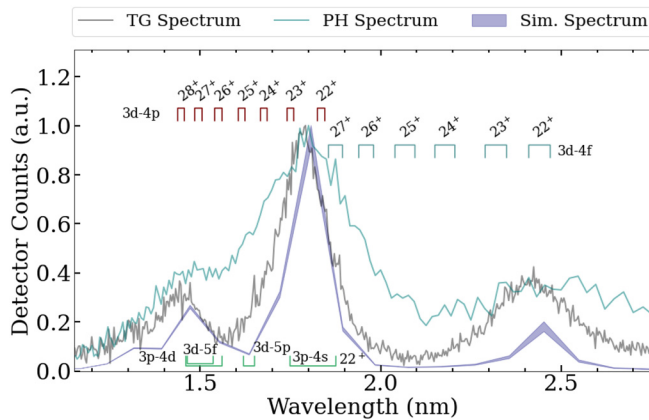 TG Spectrum PH Spectrum Sim. Spectrum
1.2
1.0
0.8
0.6
0.4
0.2
0.0
Detector Counts (a.u.)
3d-4p
28+ 27+ 26+ 25+ 24+ 23+ 22+
27+ 26+ 25+ 24+ 23+ 22+
3d-4f
3p-4d 3d-5f 3d-5p 3p-4s 22+
1.5 2.0 2.5
Wavelength (nm)